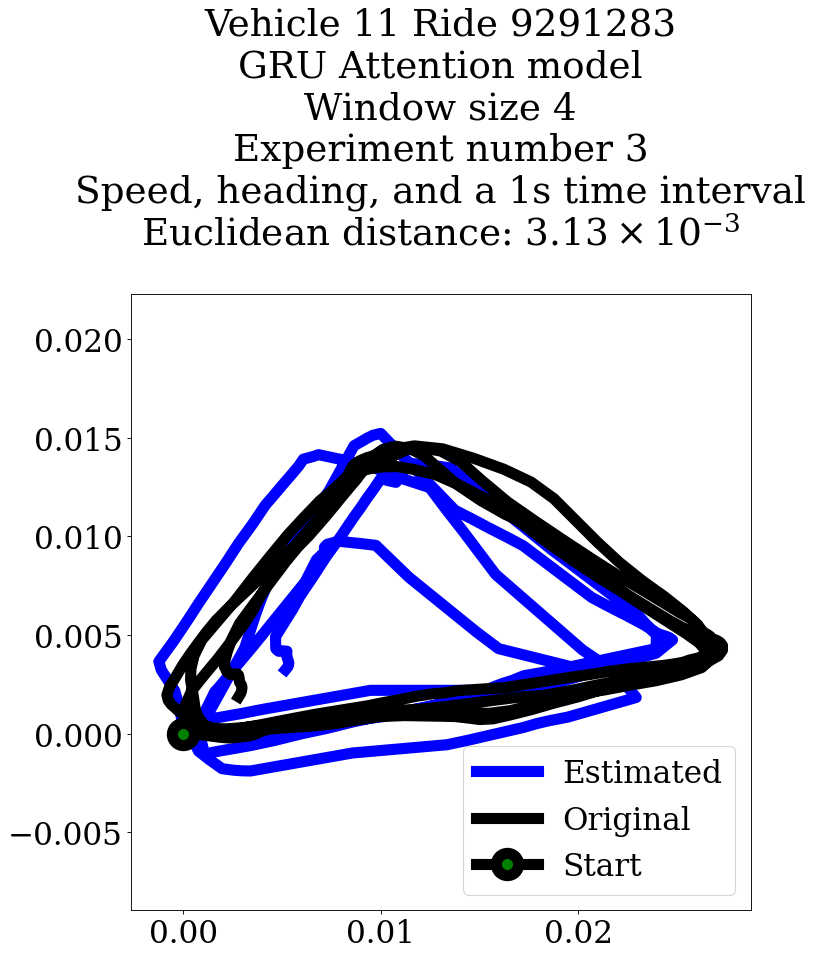 Vehicle 11 Ride 9291283
GRU Attention model
Window size 4
Experiment number 3
Speed, heading, and a 1s time interval
Euclidean distance: 3.13 × 10⁻³
0.020
0.015
0.010
0.005
0.000
−0.005
0.00 0.01 0.02
Estimated
Original
Start